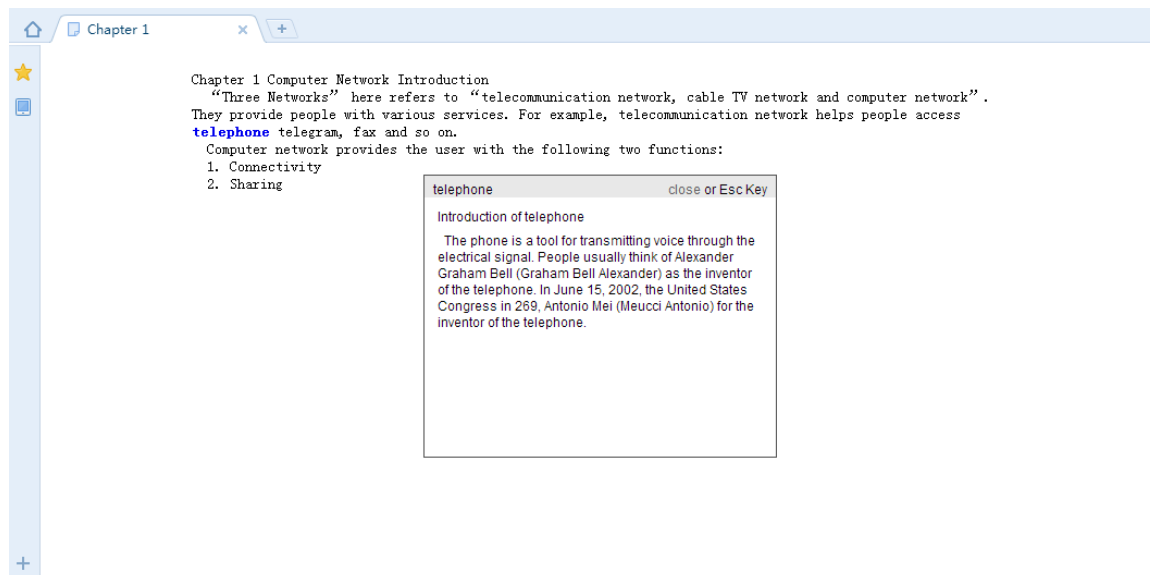 Chapter 1
Chapter 1 Computer Network Introduction
“Three Networks” here refers to “telecommunication network, cable TV network and computer network”.
They provide people with various services. For example, telecommunication network helps people access
telephone telegram, fax and so on.
Computer network provides the user with the following two functions:
1. Connectivity
2. Sharing
telephone close or Esc Key
Introduction of telephone
The phone is a tool for transmitting voice through the
electrical signal. People usually think of Alexander
Graham Bell (Graham Bell Alexander) as the inventor
of the telephone. In June 15, 2002, the United States
Congress in 269, Antonio Mei (Meucci Antonio) for the
inventor of the telephone.